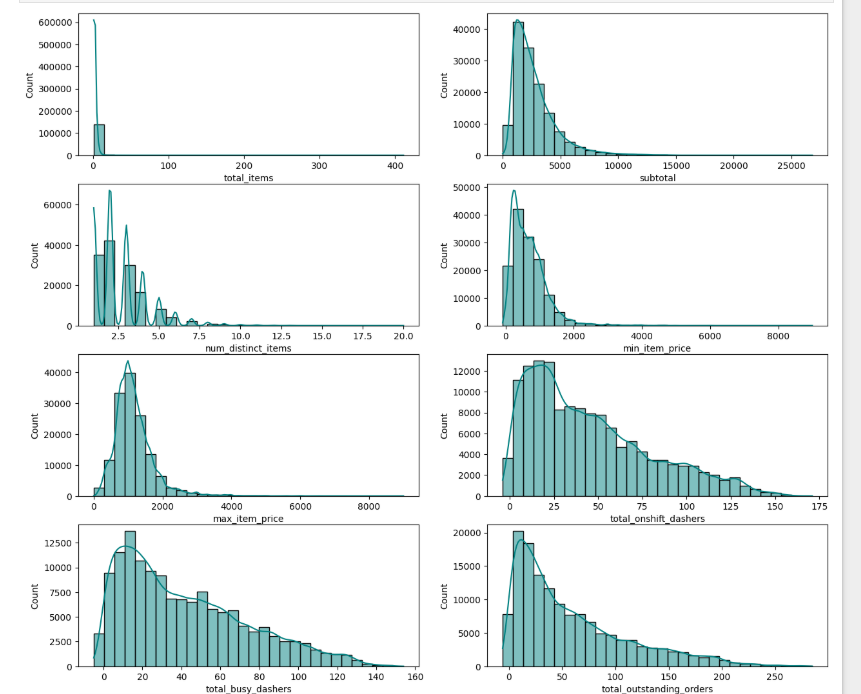 600000
500000
400000
300000
200000
100000
0
Count
0 100 200 300 400
total_items
40000
30000
20000
10000
0
Count
0 5000 10000 15000 20000 25000
subtotal
60000
40000
20000
0
Count
2.5 5.0 7.5 10.0 12.5 15.0 17.5 20.0
num_distinct_items
50000
40000
30000
20000
10000
0
Count
0 2000 4000 6000 8000
min_item_price
40000
30000
20000
10000
0
Count
0 2000 4000 6000 8000
max_item_price
12000
10000
8000
6000
4000
2000
0
Count
0 25 50 75 100 125 150 175
total_onshift_dashers
12500
10000
7500
5000
2500
0
Count
0 20 40 60 80 100 120 140 160
total_busy_dashers
20000
15000
10000
5000
0
Count
0 50 100 150 200 250
total_outstanding_orders